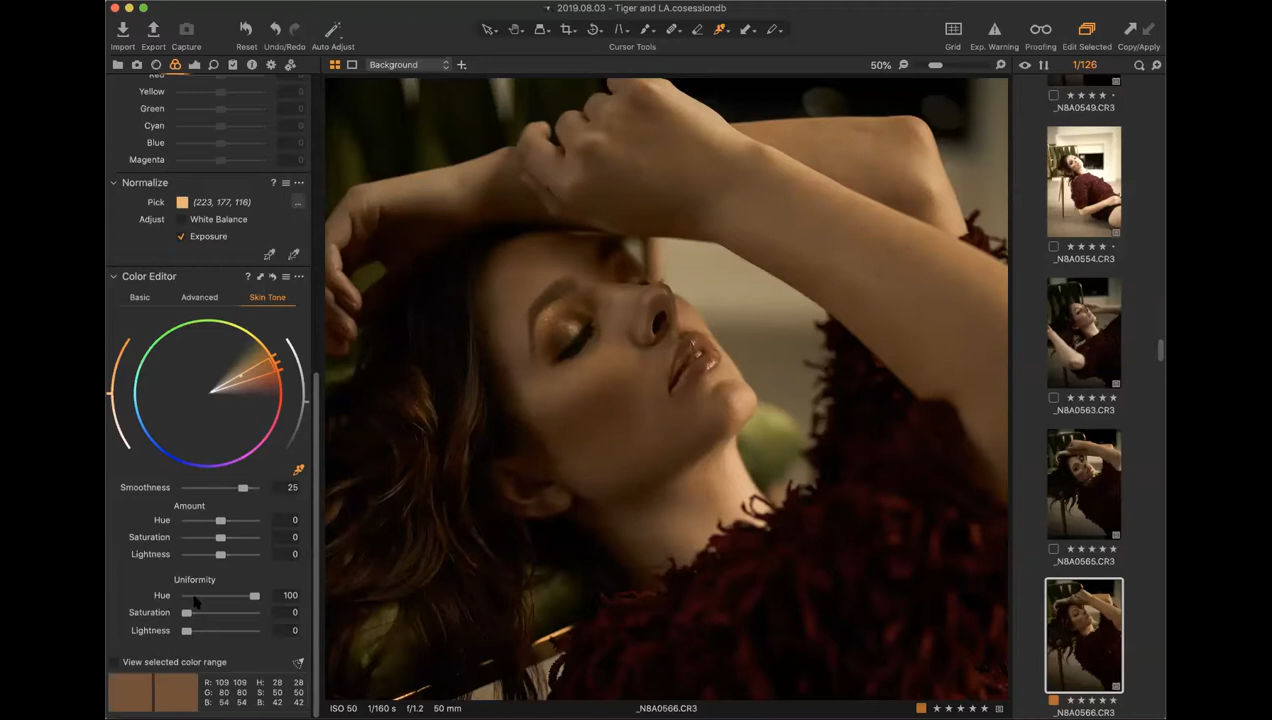 2019.08.03 - Tiger and LA.cosessiondb
Import Export Capture Reset Undo/Redo Auto Adjust Cursor Tools Grid Exp. Warning Proofing Edit Selected Copy/Apply
Background 50% 1/126
Red 0
Yellow 0
Green 0
Cyan 0
Blue 0
Magenta 0
Normalize ? ...
Pick (223, 177, 116) ...
Adjust White Balance
Exposure
Color Editor ? ...
Basic Advanced Skin Tone
Smoothness 25
Amount
Hue 0
Saturation 0
Lightness 0
Uniformity
Hue 100
Saturation 0
Lightness 0
View selected color range
R: 109 109 H: 28 28
G: 80 80 S: 50 50
B: 54 54 B: 42 42
ISO 50 1/160 s f/1.2 50 mm _N8A0566.CR3
_N8A0549.CR3
_N8A0554.CR3
_N8A0563.CR3
_N8A0565.CR3
_N8A0566.CR3